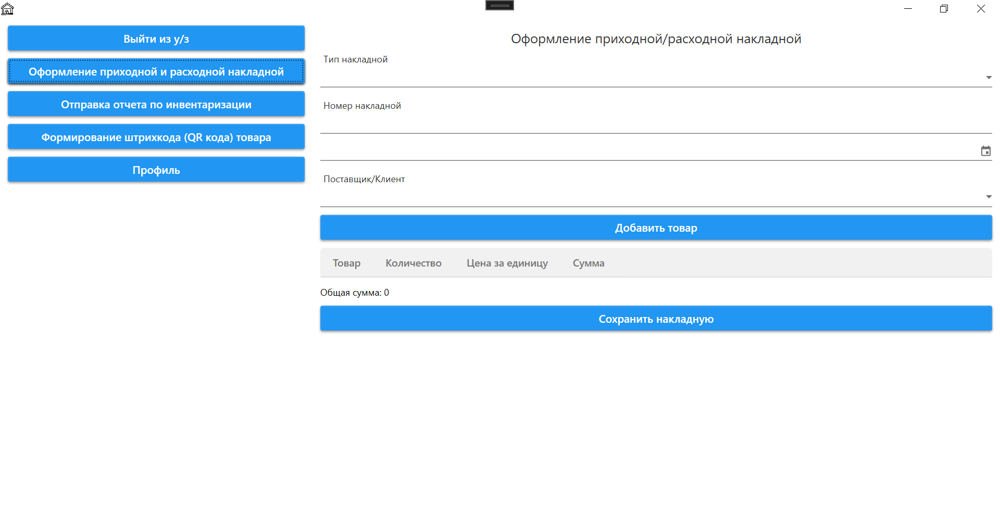 Выйти из у/з
Оформление приходной и расходной накладной
Отправка отчета по инвентаризации
Формирование штрихкода (QR кода) товара
Профиль
Оформление приходной/расходной накладной
Тип накладной
Номер накладной
Поставщик/Клиент
Добавить товар
Товар Количество Цена за единицу Сумма
Общая сумма: 0
Сохранить накладную